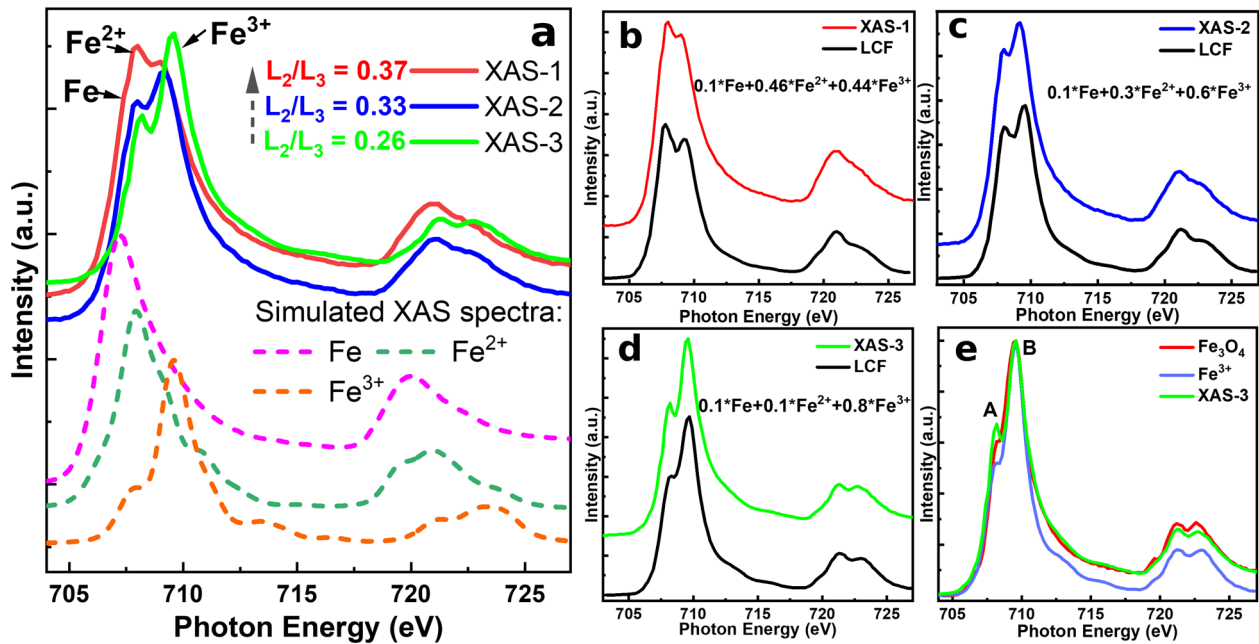 a
Fe²⁺
Fe³⁺
Fe
L₂/L₃ = 0.37 XAS-1
L₂/L₃ = 0.33 XAS-2
L₂/L₃ = 0.26 XAS-3
Simulated XAS spectra:
Fe Fe²⁺
Fe³⁺
Intensity (a.u.)
705 710 715 720 725
Photon Energy (eV)
b
XAS-1
LCF
0.1*Fe+0.46*Fe²⁺+0.44*Fe³⁺
Intensity (a.u.)
705 710 715 720 725
Photon Energy (eV)
c
XAS-2
LCF
0.1*Fe+0.3*Fe²⁺+0.6*Fe³⁺
Intensity (a.u.)
705 710 715 720 725
Photon Energy (eV)
d
XAS-3
LCF
0.1*Fe+0.1*Fe²⁺+0.8*Fe³⁺
Intensity (a.u.)
705 710 715 720 725
Photon Energy (eV)
e
Fe₃O₄
Fe³⁺
XAS-3
A
B
Intensity (a.u.)
705 710 715 720 725
Photon Energy (eV)